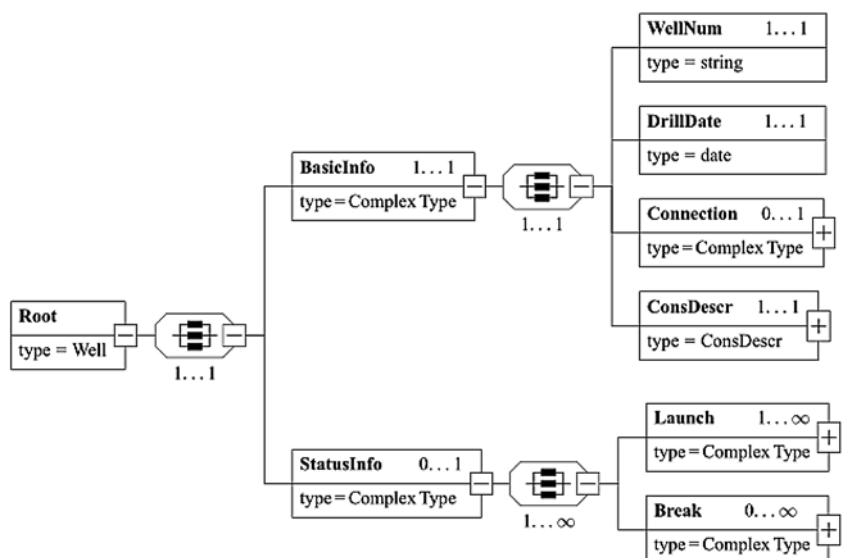 WellNum 1...1
type = string
DrillDate 1...1
type = date
BasicInfo 1...1
type = Complex Type
1...1
Connection 0...1
type = Complex Type
ConsDescr 1...1
type = ConsDescr
Root
type = Well
1...1
Launch 1...∞
type = Complex Type
StatusInfo 0...1
type = Complex Type
1...∞
Break 0...∞
type = Complex Type